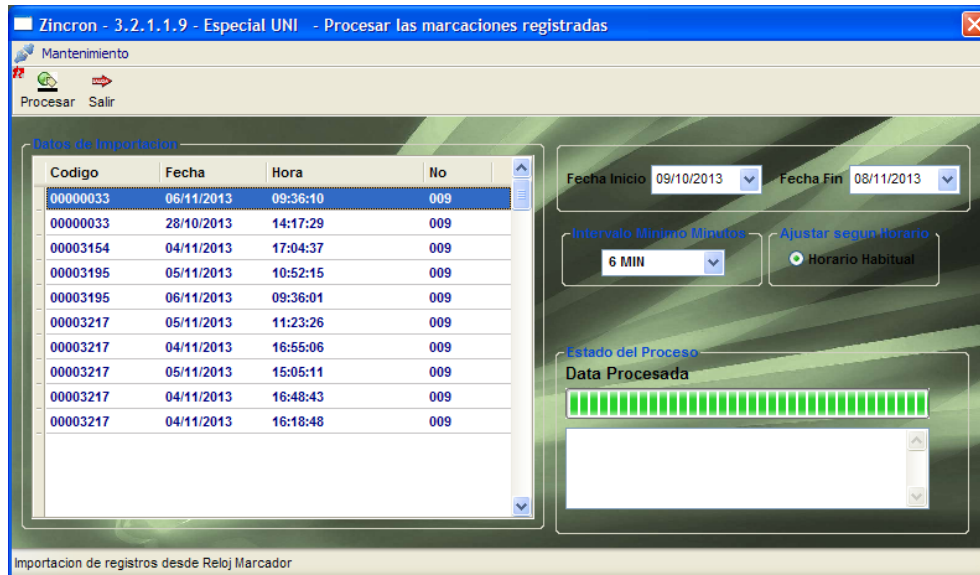 Zincron - 3.2.1.1.9 - Especial UNI - Procesar las marcaciones registradas
Mantenimiento
Procesar Salir
Datos de Importacion
Codigo Fecha Hora No
00000033 06/11/2013 09:36:10 009
00000033 28/10/2013 14:17:29 009
00003154 04/11/2013 17:04:37 009
00003195 05/11/2013 10:52:15 009
00003195 06/11/2013 09:36:01 009
00003217 05/11/2013 11:23:26 009
00003217 04/11/2013 16:55:06 009
00003217 05/11/2013 15:05:11 009
00003217 04/11/2013 16:48:43 009
00003217 04/11/2013 16:18:48 009
Fecha Inicio 09/10/2013 Fecha Fin 08/11/2013
Intervalo Minimo Minutos Ajustar segun Horario
6 MIN Horario Habitual
Estado del Proceso
Data Procesada
Importacion de registros desde Reloj Marcador